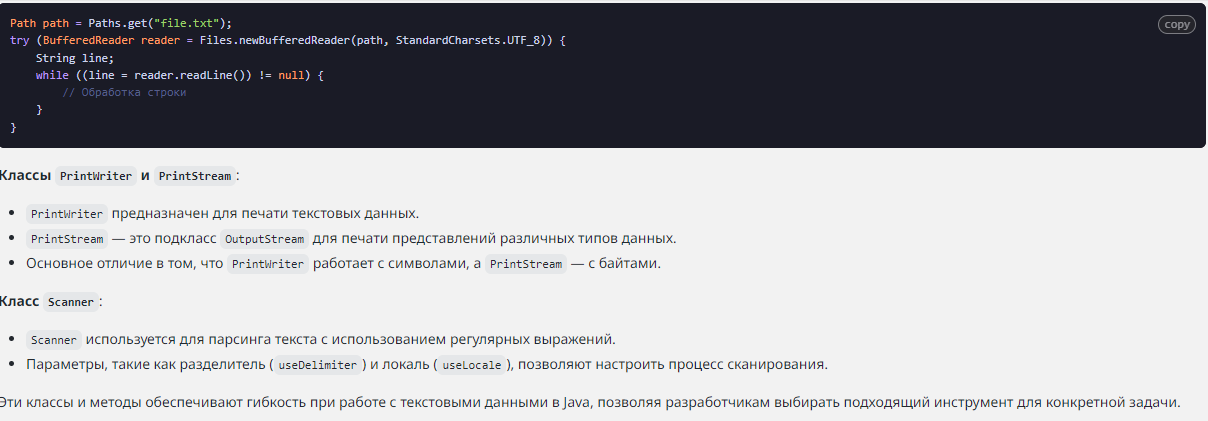 Path path = Paths.get("file.txt");
copy
try (BufferedReader reader = Files.newBufferedReader(path, StandardCharsets.UTF_8)) {
    String line;
    while ((line = reader.readLine()) != null) {
        // Обработка строки
    }
}
Классы PrintWriter и PrintStream:
• PrintWriter предназначен для печати текстовых данных.
• PrintStream — это подкласс OutputStream для печати представлений различных типов данных.
• Основное отличие в том, что PrintWriter работает с символами, а PrintStream — с байтами.
Класс Scanner:
• Scanner используется для парсинга текста с использованием регулярных выражений.
• Параметры, такие как разделитель (useDelimiter) и локаль (useLocale), позволяют настроить процесс сканирования.
Эти классы и методы обеспечивают гибкость при работе с текстовыми данными в Java, позволяя разработчикам выбирать подходящий инструмент для конкретной задачи.